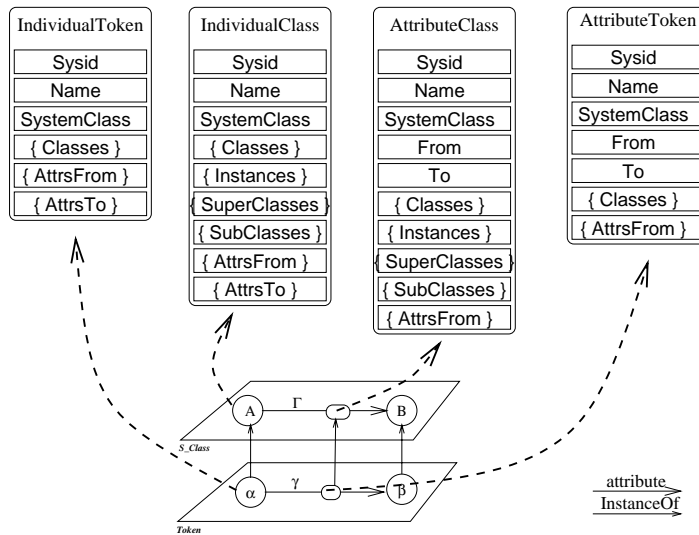 IndividualToken
Sysid
Name
SystemClass
{ Classes }
{ AttrsFrom }
{ AttrsTo }
IndividualClass
Sysid
Name
SystemClass
{ Classes }
{ Instances }
{ SuperClasses }
{ SubClasses }
{ AttrsFrom }
{ AttrsTo }
AttributeClass
Sysid
Name
SystemClass
From
To
{ Classes }
{ Instances }
{ SuperClasses }
{ SubClasses }
{ AttrsFrom }
AttributeToken
Sysid
Name
SystemClass
From
To
{ Classes }
{ AttrsFrom }
A
Γ
B
S_Class
α
γ
β
Token
attribute
InstanceOf